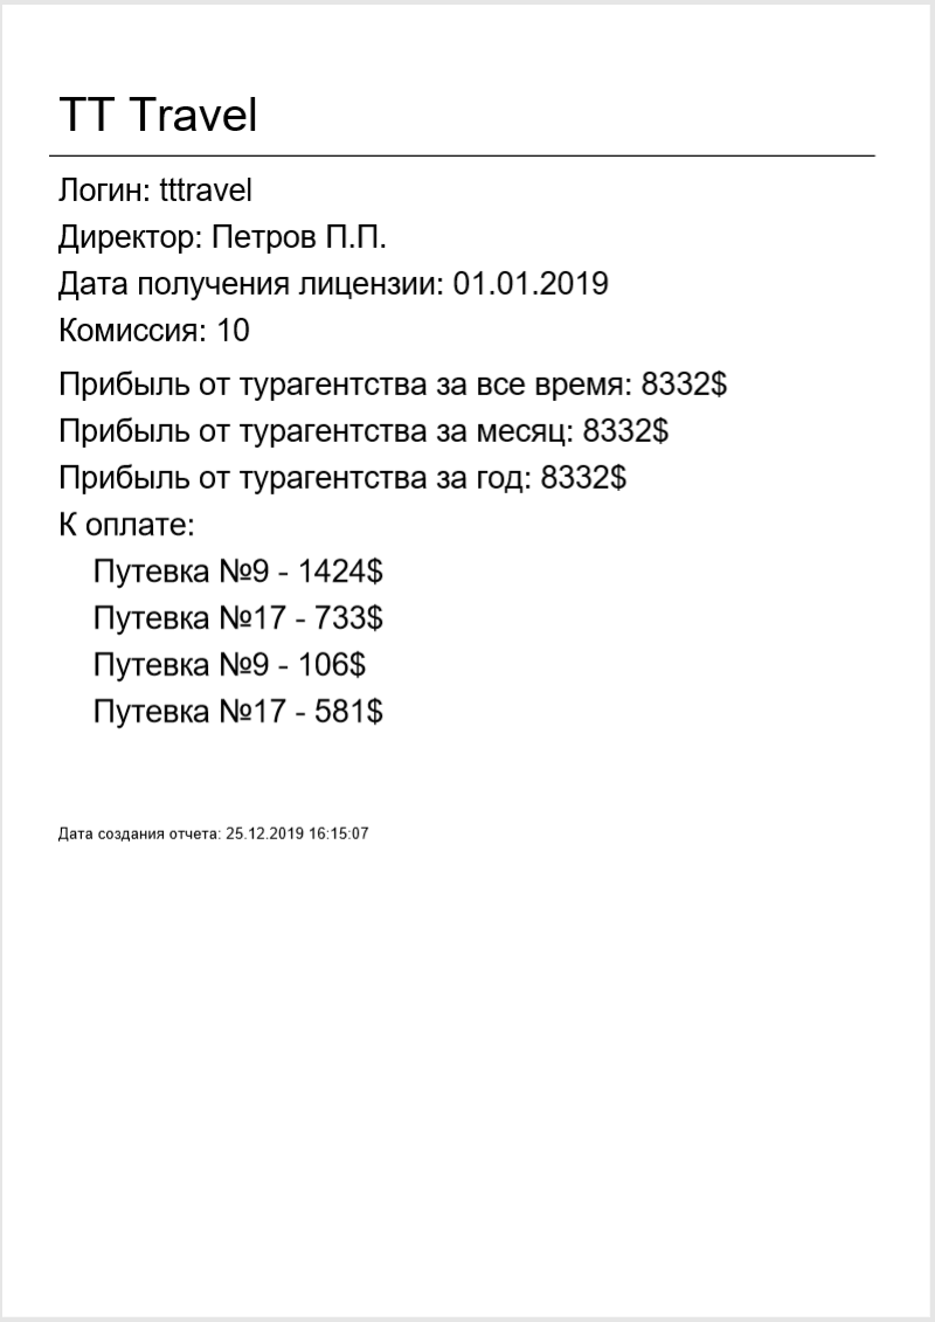 TT Travel
Логин: tttravel
Директор: Петров П.П.
Дата получения лицензии: 01.01.2019
Комиссия: 10
Прибыль от турагентства за все время: 8332$
Прибыль от турагентства за месяц: 8332$
Прибыль от турагентства за год: 8332$
К оплате:
Путевка №9 - 1424$
Путевка №17 - 733$
Путевка №9 - 106$
Путевка №17 - 581$
Дата создания отчета: 25.12.2019 16:15:07